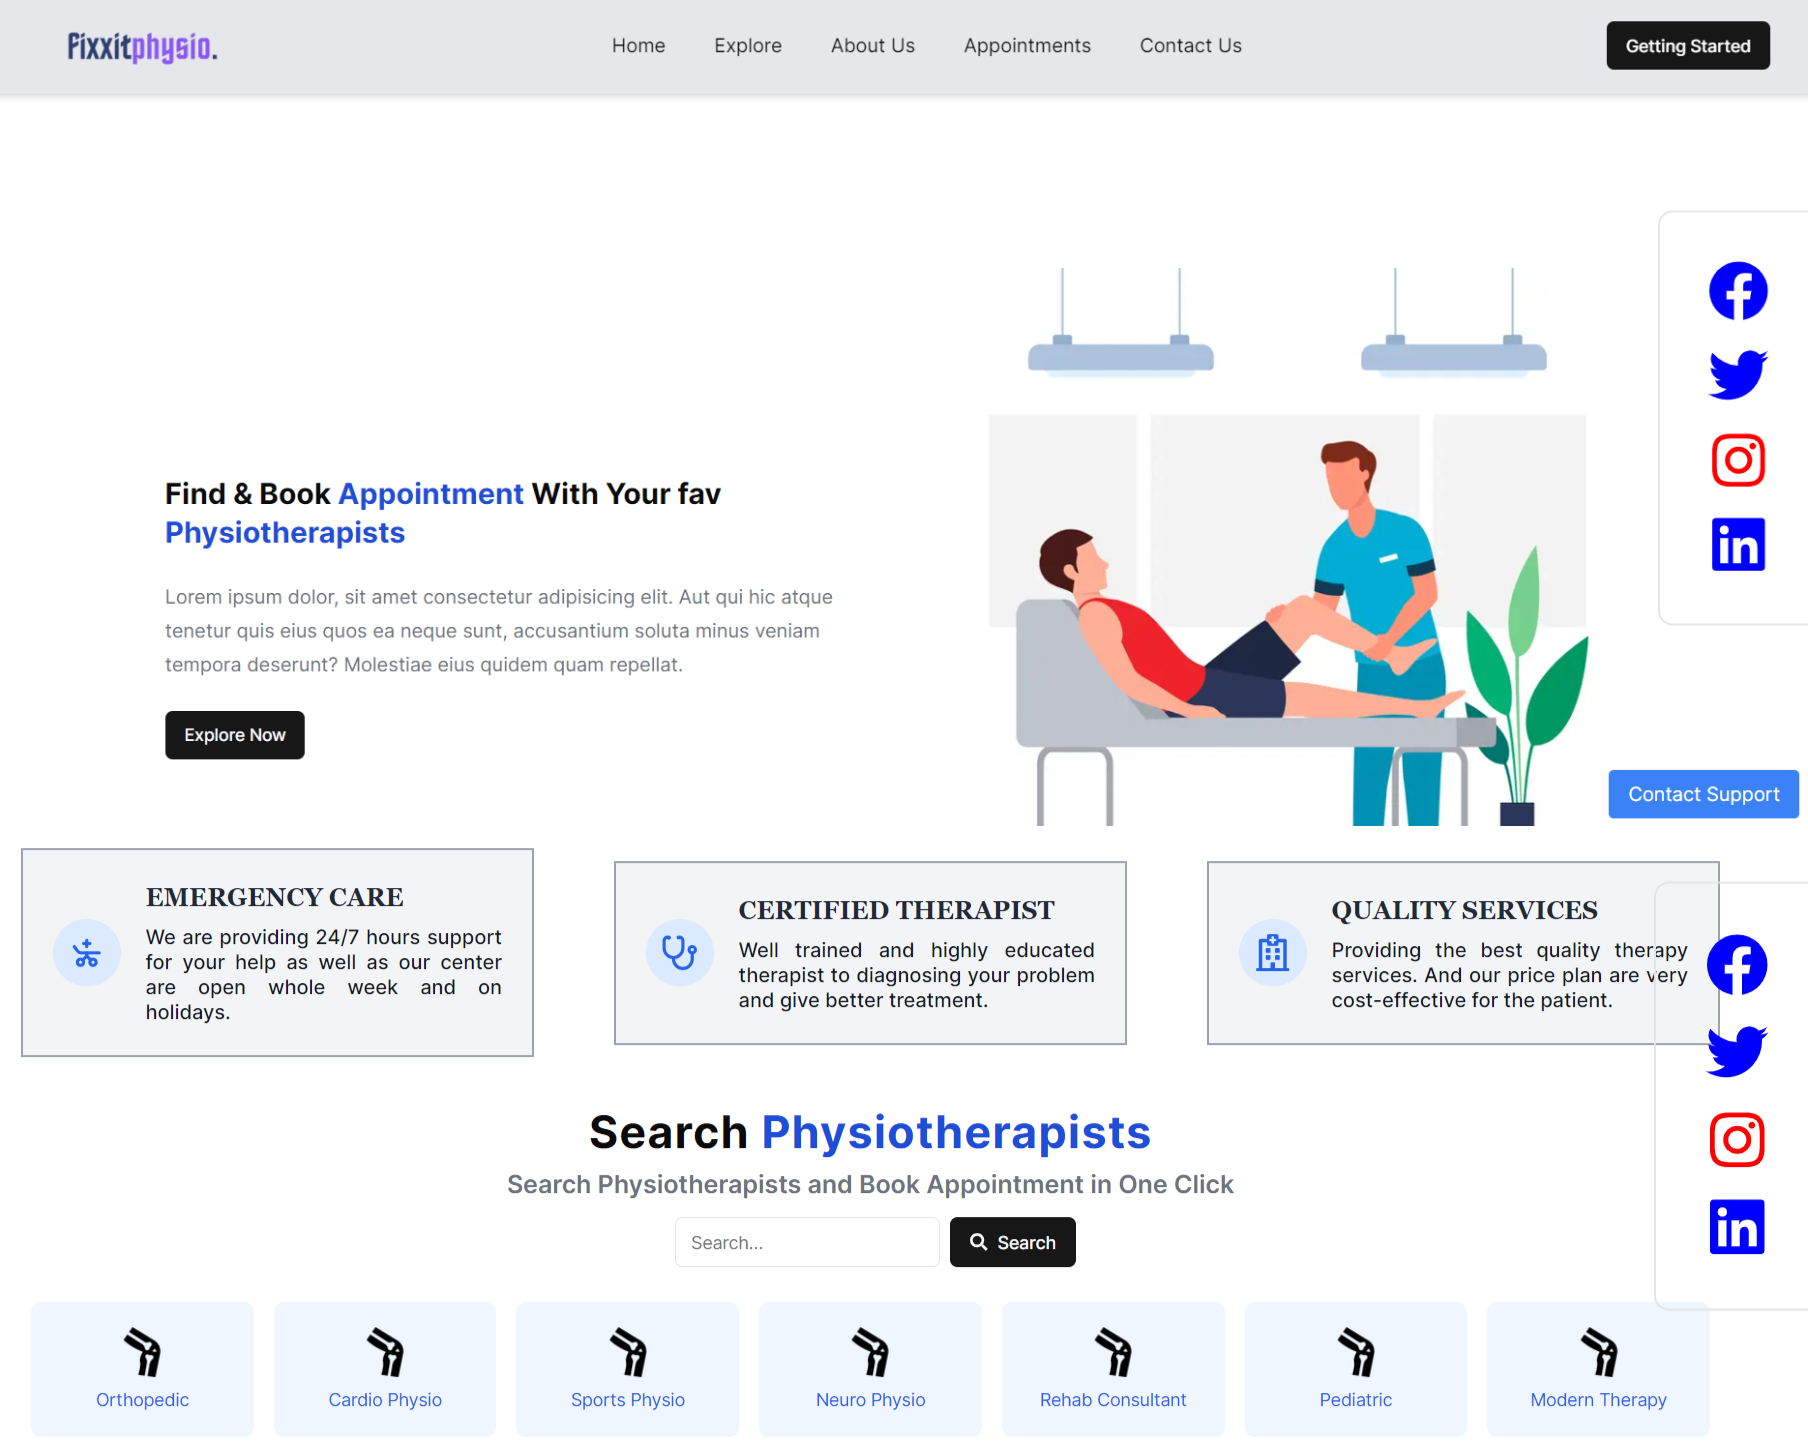 Fixxitphysio.
Home
Explore
About Us
Appointments
Contact Us
Getting Started
Find & Book Appointment With Your fav
Physiotherapists
Lorem ipsum dolor, sit amet consectetur adipisicing elit. Aut qui hic atque
tenetur quis eius quos ea neque sunt, accusantium soluta minus veniam
tempora deserunt? Molestiae eius quidem quam repellat.
Explore Now
Contact Support
EMERGENCY CARE
We are providing 24/7 hours support
for your help as well as our center
are open whole week and on
holidays.
CERTIFIED THERAPIST
Well trained and highly educated
therapist to diagnosing your problem
and give better treatment.
QUALITY SERVICES
Providing the best quality therapy
services. And our price plan are very
cost-effective for the patient.
Search Physiotherapists
Search Physiotherapists and Book Appointment in One Click
Search...
Search
Orthopedic
Cardio Physio
Sports Physio
Neuro Physio
Rehab Consultant
Pediatric
Modern Therapy